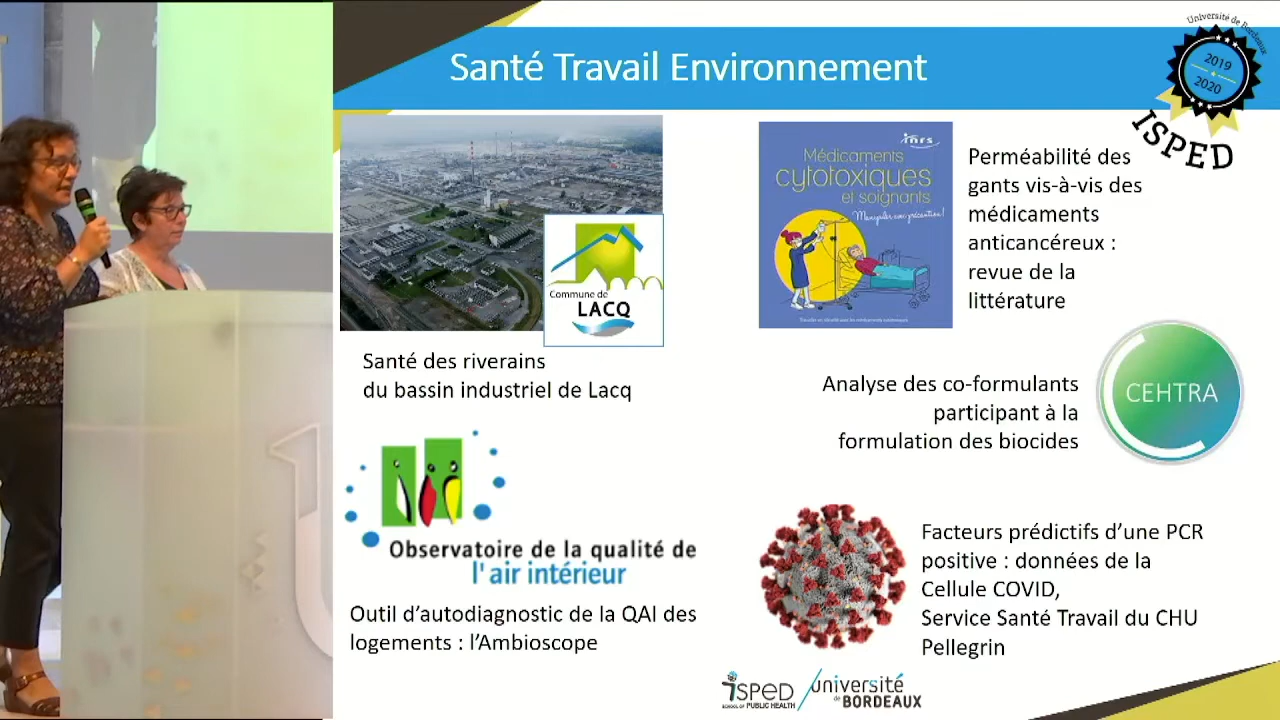 Santé Travail Environnement
Université de Bordeaux
2019
2020
ISPED
Commune de
LACQ
Santé des riverains
du bassin industriel de Lacq
Observatoire de la qualité de
l'air intérieur
Outil d'autodiagnostic de la QAI des
logements : l'Ambioscope
inrs
Médicaments
cytotoxiques
et soignants
Manipuler avec précaution !
Perméabilité des
gants vis-à-vis des
médicaments
anticancéreux :
revue de la
littérature
Analyse des co-formulants
participant à la
formulation des biocides
CEHTRA
Facteurs prédictifs d'une PCR
positive : données de la
Cellule COVID,
Service Santé Travail du CHU
Pellegrin
isped
SCHOOL OF PUBLIC HEALTH
université
de BORDEAUX